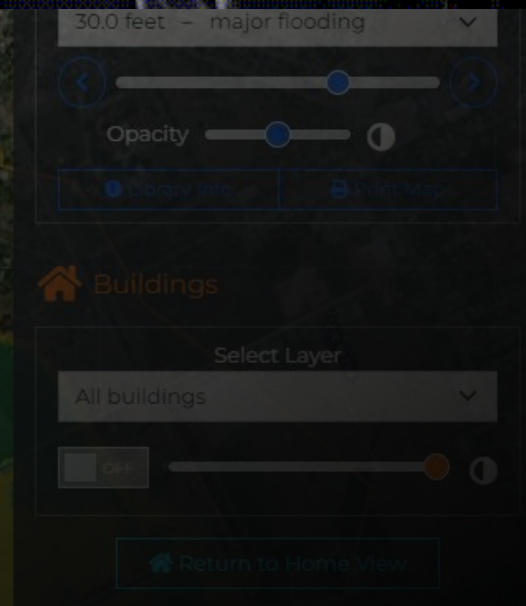 30.0 feet – major flooding
Opacity
Library Info Print Map
Buildings
Select Layer
All buildings
OFF
Return to Home View